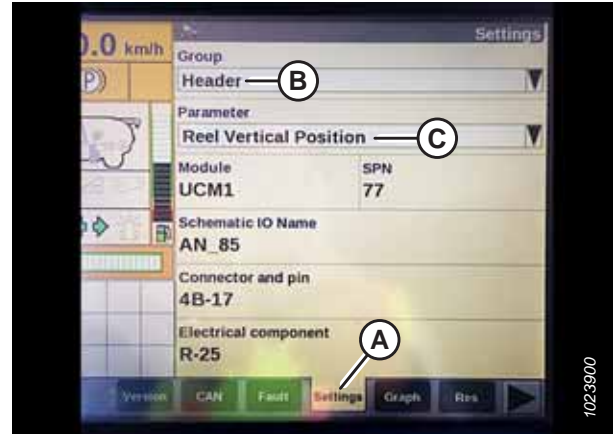 .0 km/h
Settings
Group
Header
B
Parameter
Reel Vertical Position
C
Module
SPN
UCM1
77
Schematic IO Name
AN_85
Connector and pin
4B-17
Electrical component
R-25
A
Version
CAN
Fault
Settings
Graph
Res
1023900